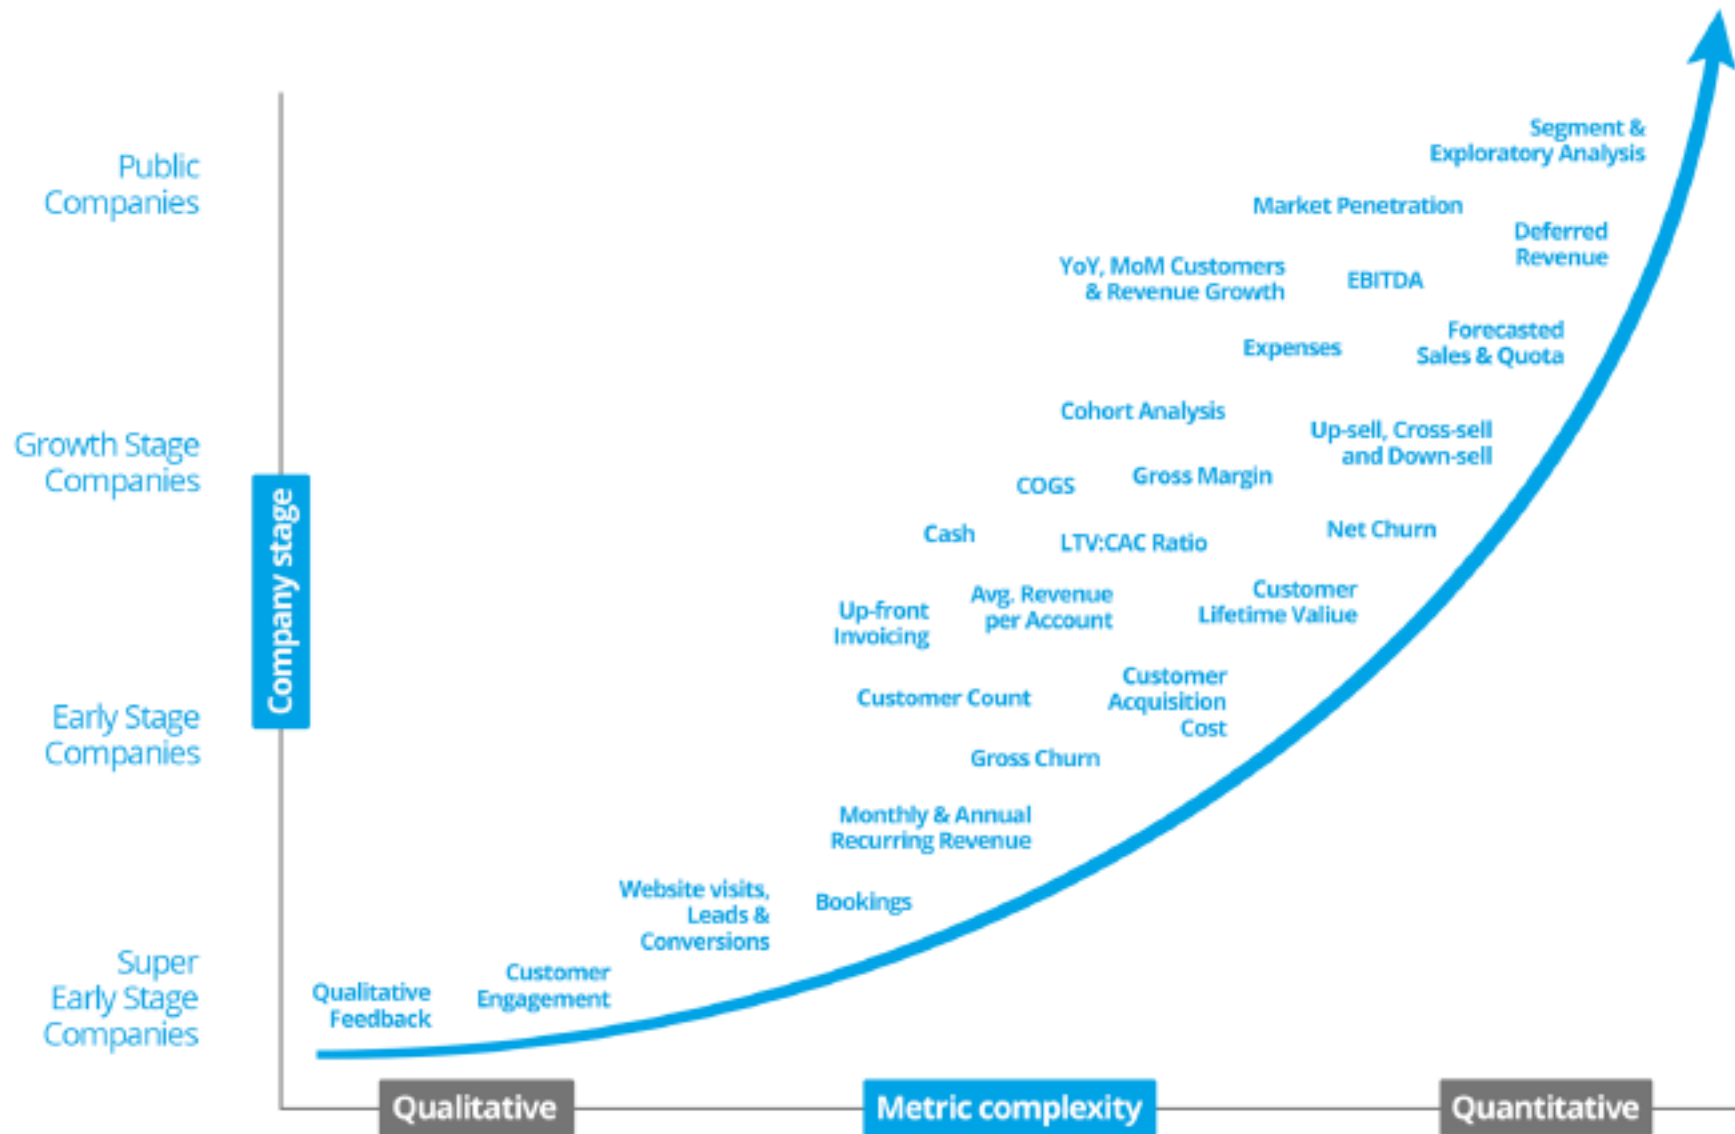 Segment &
Exploratory Analysis
Public
Companies
Market Penetration
Deferred
Revenue
YoY, MoM Customers
& Revenue Growth
EBITDA
Forecasted
Sales & Quota
Expenses
Cohort Analysis
Up-sell, Cross-sell
and Down-sell
Growth Stage
Companies
COGS
Gross Margin
Company stage
Cash
LTV:CAC Ratio
Net Churn
Up-front
Invoicing
Avg. Revenue
per Account
Customer
Lifetime Valiue
Customer Count
Customer
Acquisition
Cost
Early Stage
Companies
Gross Churn
Monthly & Annual
Recurring Revenue
Website visits,
Leads &
Conversions
Bookings
Super
Early Stage
Companies
Qualitative
Feedback
Customer
Engagement
Qualitative
Metric complexity
Quantitative